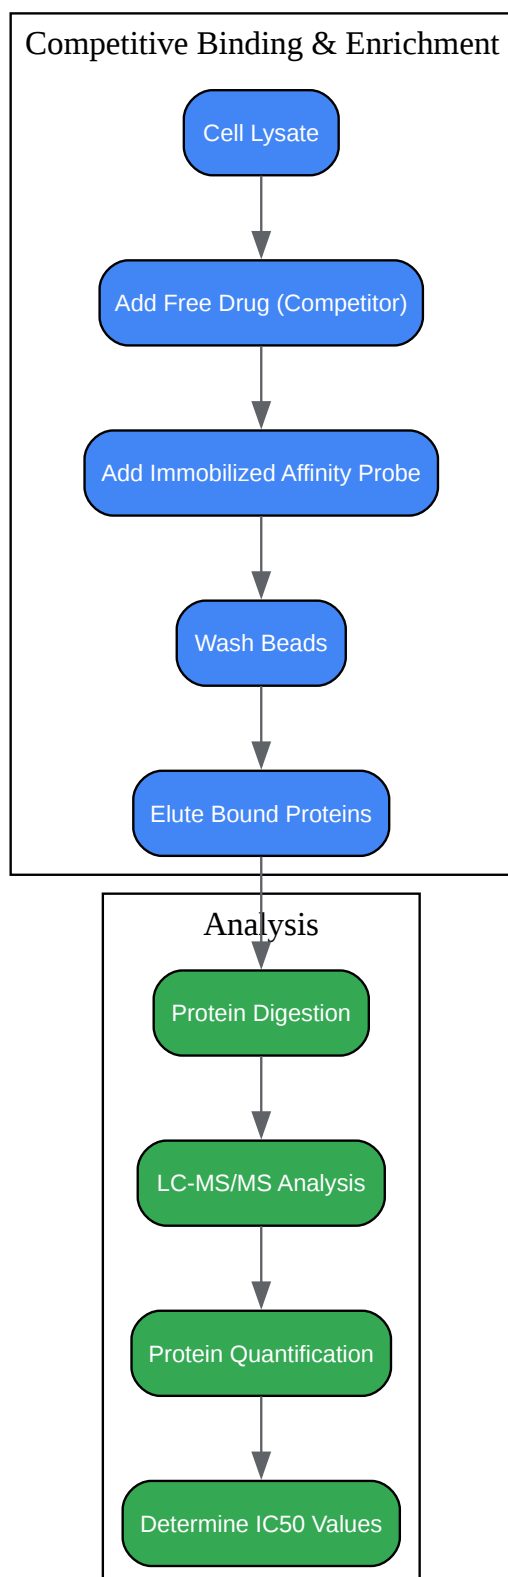 Competitive Binding & Enrichment
Cell Lysate
Add Free Drug (Competitor)
Add Immobilized Affinity Probe
Wash Beads
Elute Bound Proteins
Analysis
Protein Digestion
LC-MS/MS Analysis
Protein Quantification
Determine IC50 Values